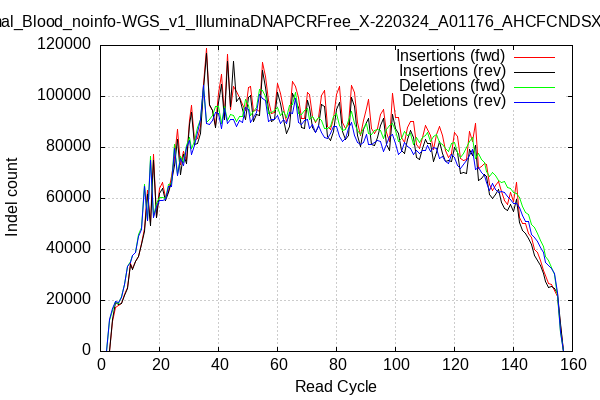 nal_Blood_noinfo-WGS_v1_IlluminaDNAPCRFree_X-220324_A01176_AHCFCNDSX
Insertions (fwd)
Insertions (rev)
Deletions (fwd)
Deletions (rev)
120000
100000
80000
60000
40000
20000
0
Indel count
0 20 40 60 80 100 120 140 160
Read Cycle